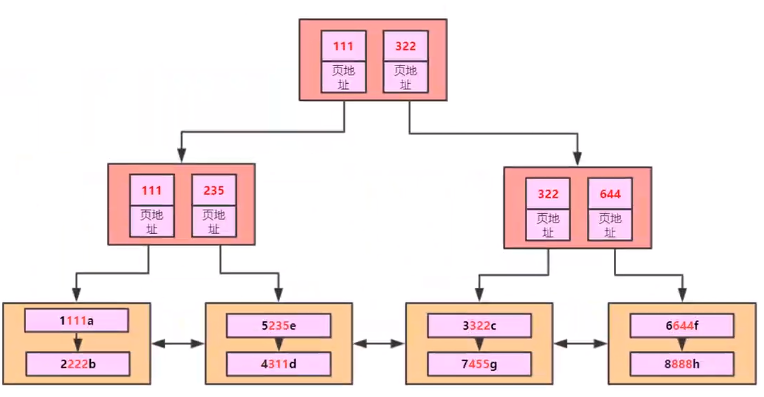 111 322
页地
址 页地
址
111 235
页地
址 页地
址
322 644
页地
址 页地
址
1111a
2222b
5235e
4311d
3322c
7455g
6644f
8888h